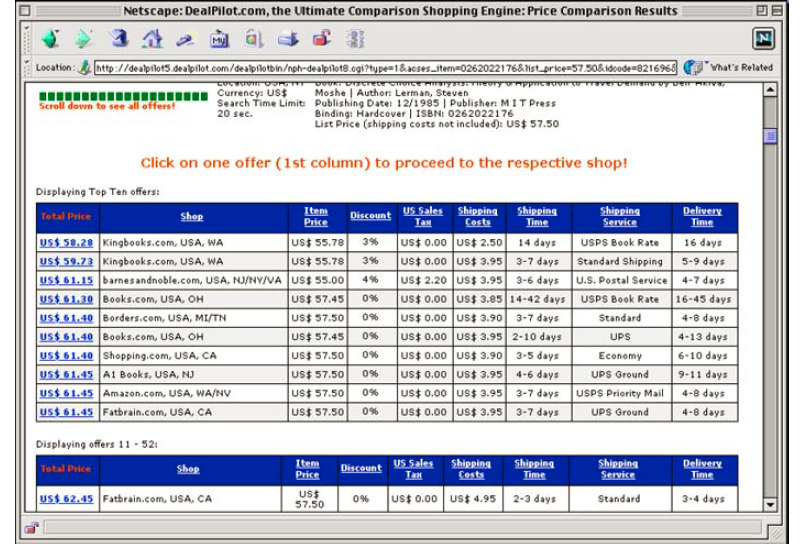 Netscape: DealPilot.com, the Ultimate Comparison Shopping Engine: Price Comparison Results
My
N
Location: http://dealpilot5.dealpilot.com/dealpilotbin/nph-dealpilot8.cgi?type=1&acses_item=0262022176&list_price=57.50&idcode=821696 What's Related
Location: USA, NY Book: Discrete Choice Analysis: Theory & Application to Travel Demand by Ben-Akiva,
Currency: US$ Moshe | Author: Lerman, Steven
Scroll down to see all offers! Search Time Limit: Publishing Date: 12/1985 | Publisher: M I T Press
20 sec. Binding: Hardcover | ISBN: 0262022176
List Price (shipping costs not included): US$ 57.50
Click on one offer (1st column) to proceed to the respective shop!
Displaying Top Ten offers:
Total Price Shop Item Price Discount US Sales Tax Shipping Costs Shipping Time Shipping Service Delivery Time
US$ 58.28 Kingbooks.com, USA, WA US$ 55.78 3% US$ 0.00 US$ 2.50 14 days USPS Book Rate 16 days
US$ 59.73 Kingbooks.com, USA, WA US$ 55.78 3% US$ 0.00 US$ 3.95 3-7 days Standard Shipping 5-9 days
US$ 61.15 barnesandnoble.com, USA, NJ/NY/VA US$ 55.00 4% US$ 2.20 US$ 3.95 3-6 days U.S. Postal Service 4-7 days
US$ 61.30 Books.com, USA, OH US$ 57.45 0% US$ 0.00 US$ 3.85 14-42 days USPS Book Rate 16-45 days
US$ 61.40 Borders.com, USA, MI/TN US$ 57.50 0% US$ 0.00 US$ 3.90 3-7 days Standard 4-8 days
US$ 61.40 Books.com, USA, OH US$ 57.45 0% US$ 0.00 US$ 3.95 2-10 days UPS 4-13 days
US$ 61.40 Shopping.com, USA, CA US$ 57.50 0% US$ 0.00 US$ 3.90 3-5 days Economy 6-10 days
US$ 61.45 A1 Books, USA, NJ US$ 57.50 0% US$ 0.00 US$ 3.95 4-6 days UPS Ground 9-11 days
US$ 61.45 Amazon.com, USA, WA/NV US$ 57.50 0% US$ 0.00 US$ 3.95 3-7 days USPS Priority Mail 4-8 days
US$ 61.45 Fatbrain.com, USA, CA US$ 57.50 0% US$ 0.00 US$ 3.95 3-7 days UPS Ground 4-8 days
Displaying offers 11 - 52:
Total Price Shop Item Price Discount US Sales Tax Shipping Costs Shipping Time Shipping Service Delivery Time
US$ 62.45 Fatbrain.com, USA, CA US$ 57.50 0% US$ 0.00 US$ 4.95 2-3 days Standard 3-4 days